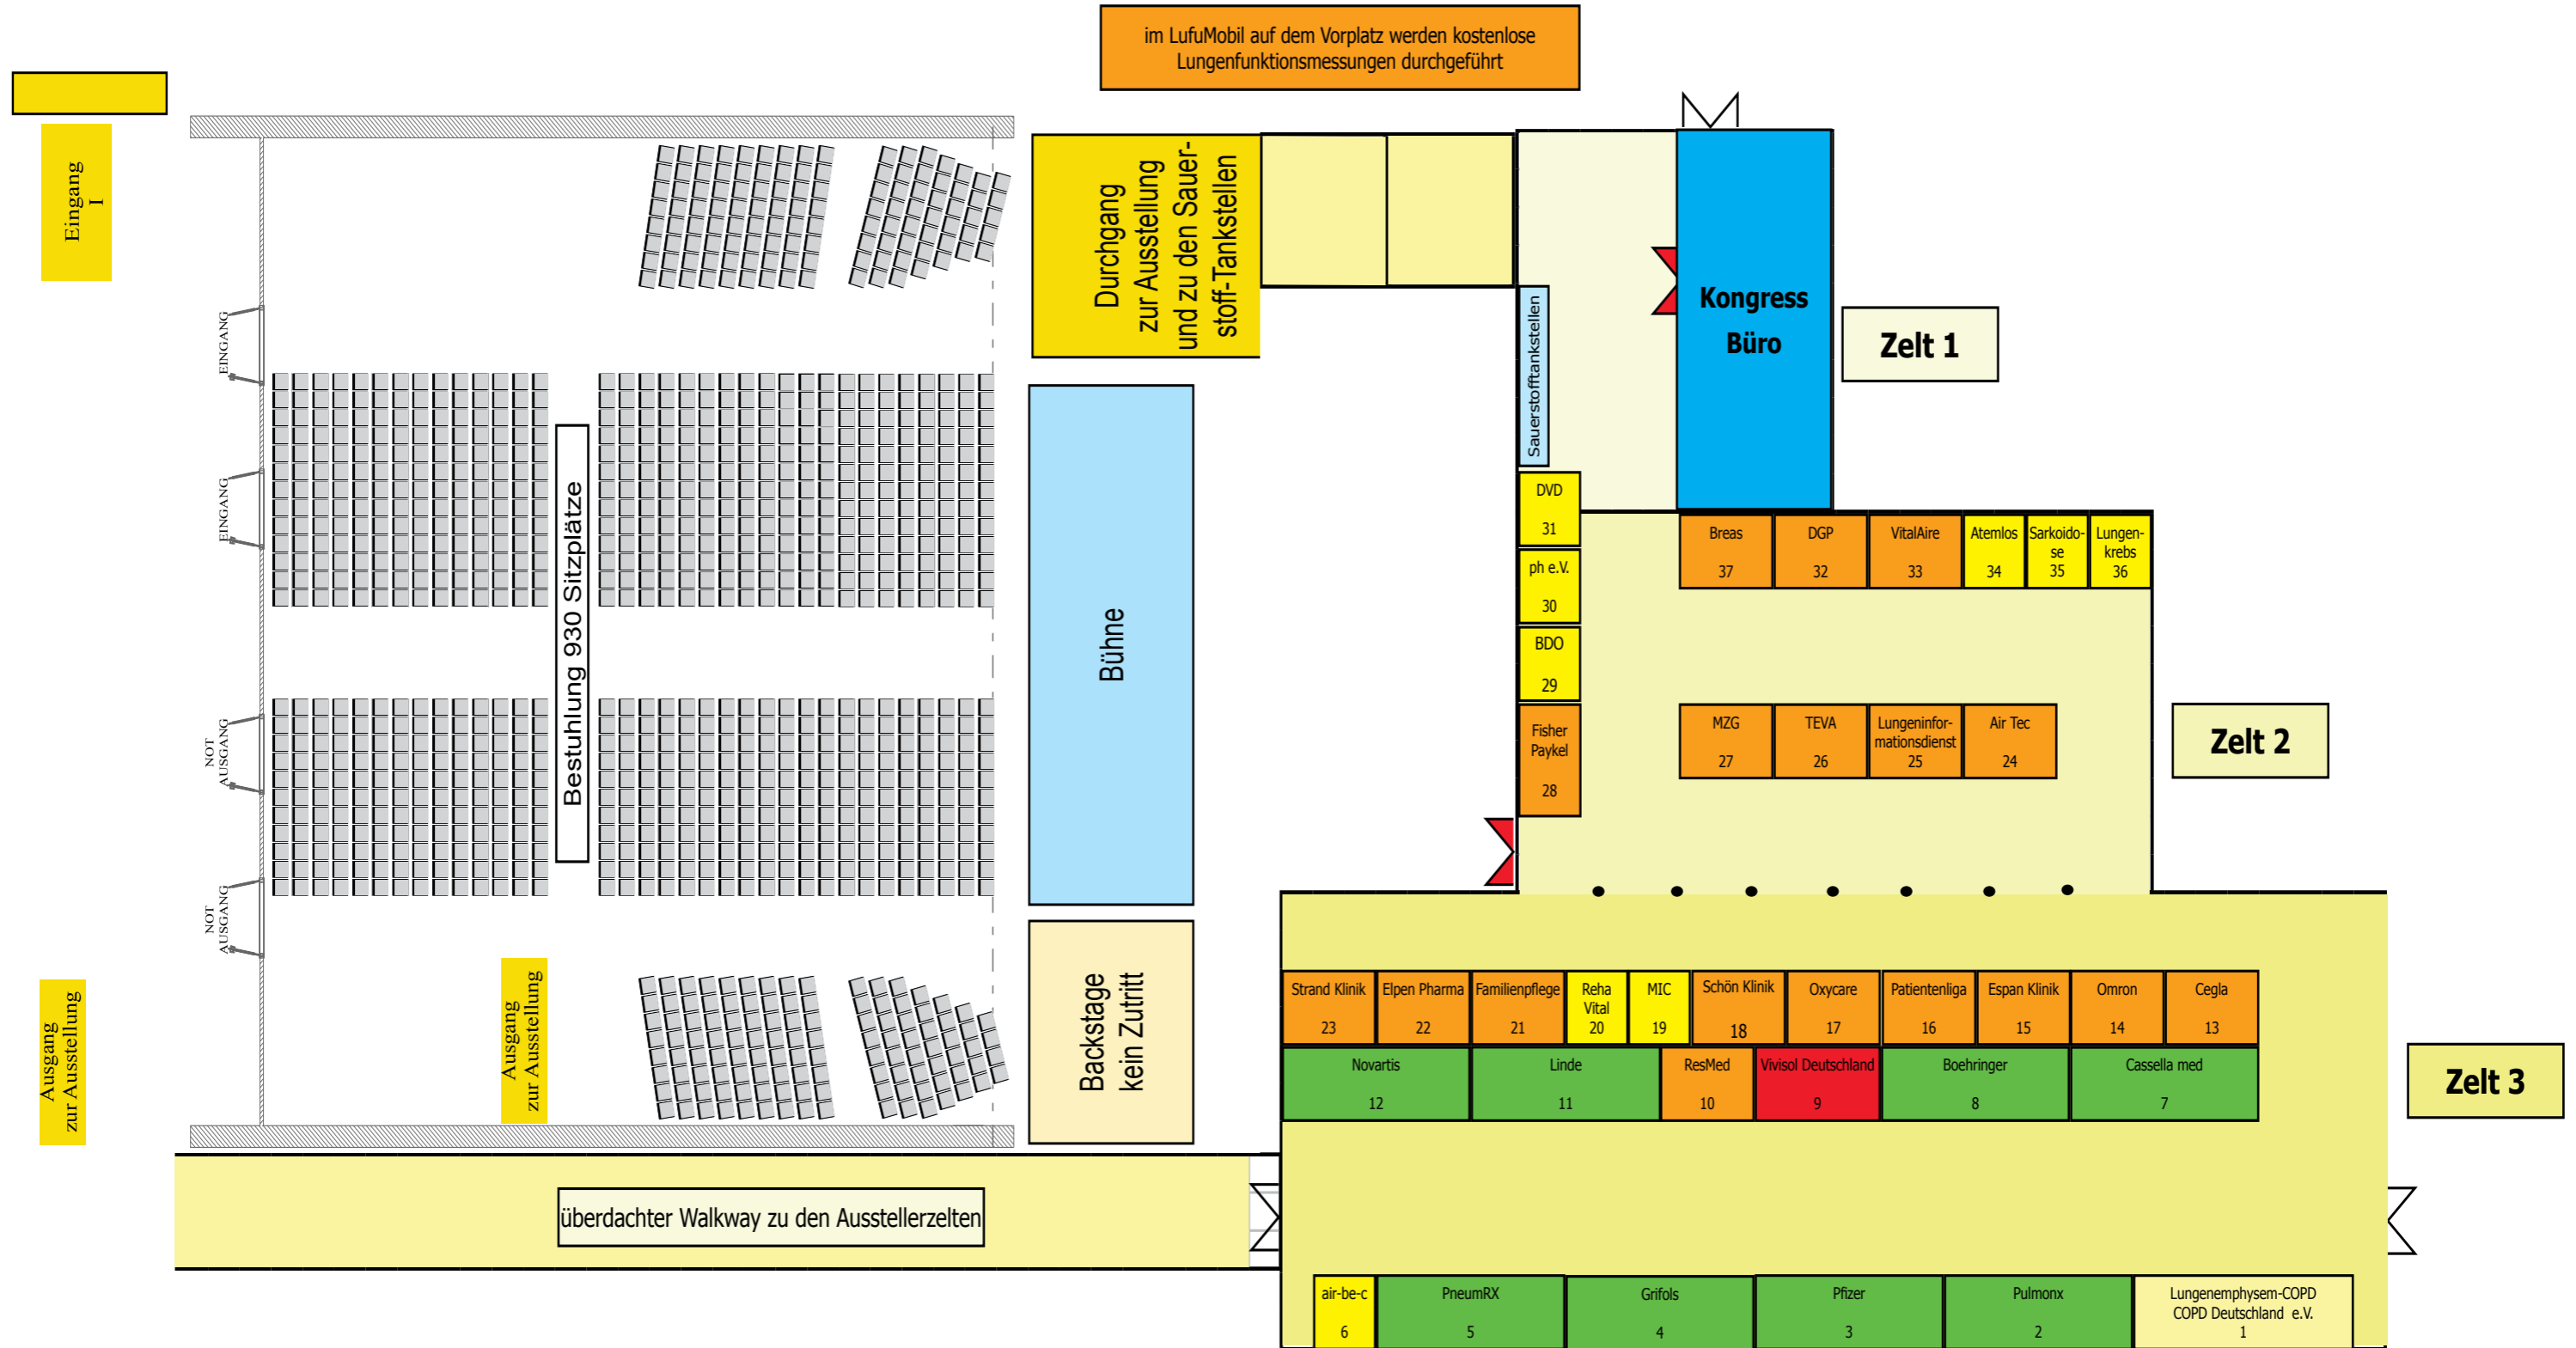 im LufuMobil auf dem Vorplatz werden kostenlose
Lungenfunktionsmessungen durchgeführt
Eingang
I
EINGANG
EINGANG
NOT
AUSGANG
NOT
AUSGANG
Ausgang
zur Ausstellung
Ausgang
zur Ausstellung
Bestuhlung 930 Sitzplätze
Durchgang
zur Ausstellung
und zu den Sauer-
stoff-Tankstellen
Bühne
Backstage
kein Zutritt
überdachter Walkway zu den Ausstellerzelten
Sauerstofftankstellen
Kongress
Büro
Zelt 1
DVD
31
ph e.V.
30
BDO
29
Fisher
Paykel
28
Breas
37
DGP
32
VitalAire
33
Atemlos
34
Sarkoido-
se
35
Lungen-
krebs
36
MZG
27
TEVA
26
Lungeninfor-
mationsdienst
25
Air Tec
24
Zelt 2
Strand Klinik
23
Elpen Pharma
22
Familienpflege
21
Reha
Vital
20
MIC
19
Schön Klinik
18
Oxycare
17
Patientenliga
16
Espan Klinik
15
Omron
14
Cegla
13
Novartis
12
Linde
11
ResMed
10
Vivisol Deutschland
9
Boehringer
8
Cassella med
7
Zelt 3
air-be-c
6
PneumRX
5
Grifols
4
Pfizer
3
Pulmonx
2
Lungenemphysem-COPD
COPD Deutschland e.V.
1